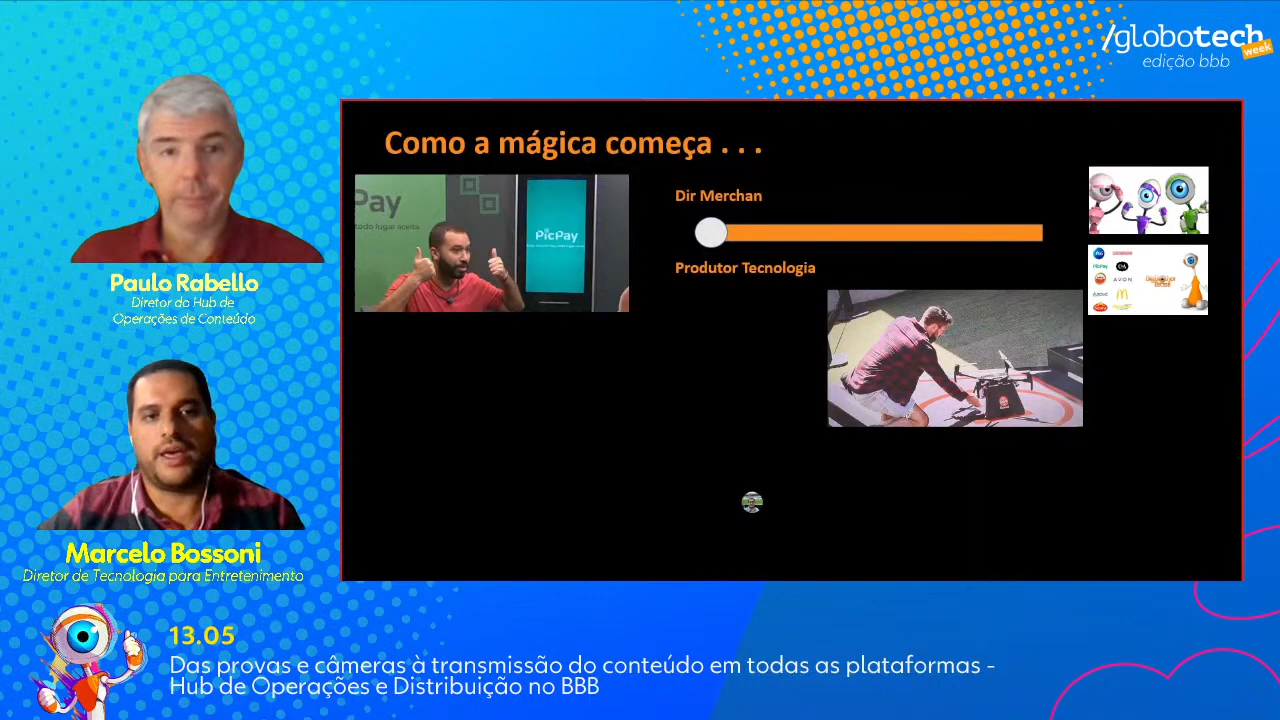 /globotech
week
edição bbb
Como a mágica começa . . .
Dir Merchan
Pay
todo lugar aceita
PicPay
Produtor Tecnologia
P&G
PicPay
C&A
AVON
Paulo Rabello
Diretor do Hub de
Operações de Conteúdo
Marcelo Bossoni
Diretor de Tecnologia para Entretenimento
13.05
Das provas e câmeras à transmissão do conteúdo em todas as plataformas -
Hub de Operações e Distribuição no BBB